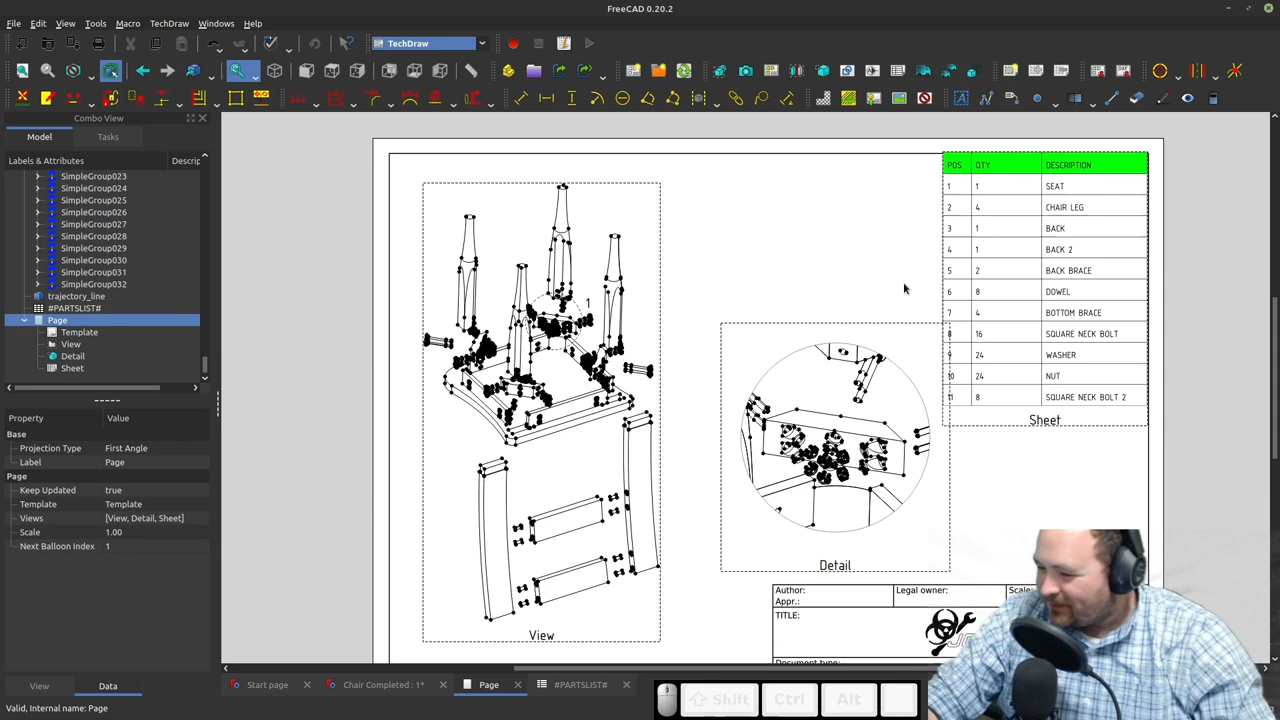 FreeCAD 0.20.2
File Edit View Tools Macro TechDraw Windows Help
TechDraw
Combo View
Model Tasks
Labels & Attributes Descrip
SimpleGroup023
SimpleGroup024
SimpleGroup025
SimpleGroup026
SimpleGroup027
SimpleGroup028
SimpleGroup029
SimpleGroup030
SimpleGroup031
SimpleGroup032
trajectory_line
#PARTSLIST#
Page
Template
View
Detail
Sheet
Property Value
Base
Projection Type First Angle
Label Page
Page
Keep Updated true
Template Template
Views [View, Detail, Sheet]
Scale 1.00
Next Balloon Index 1
View Data
Valid, Internal name: Page
1
View
Detail
POS QTY DESCRIPTION
1 1 SEAT
2 4 CHAIR LEG
3 1 BACK
4 1 BACK 2
5 2 BACK BRACE
6 8 DOWEL
7 4 BOTTOM BRACE
8 16 SQUARE NECK BOLT
9 24 WASHER
10 24 NUT
11 8 SQUARE NECK BOLT 2
Sheet
Author: Legal owner: Scale:
Appr.:
TITLE:
Document type:
Start page Chair Completed : 1* Page #PARTSLIST#
Shift Ctrl Alt